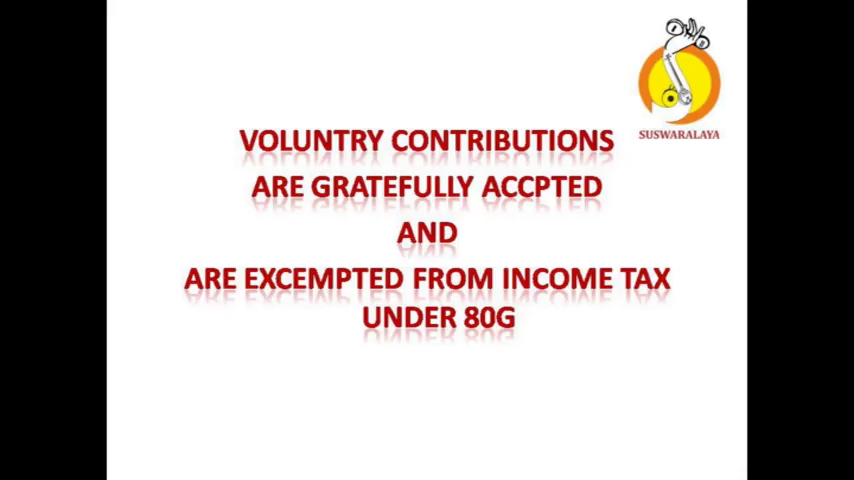 SUSWARALAYA
VOLUNTRY CONTRIBUTIONS
ARE GRATEFULLY ACCPTED
AND
ARE EXCEMPTED FROM INCOME TAX
UNDER 80G